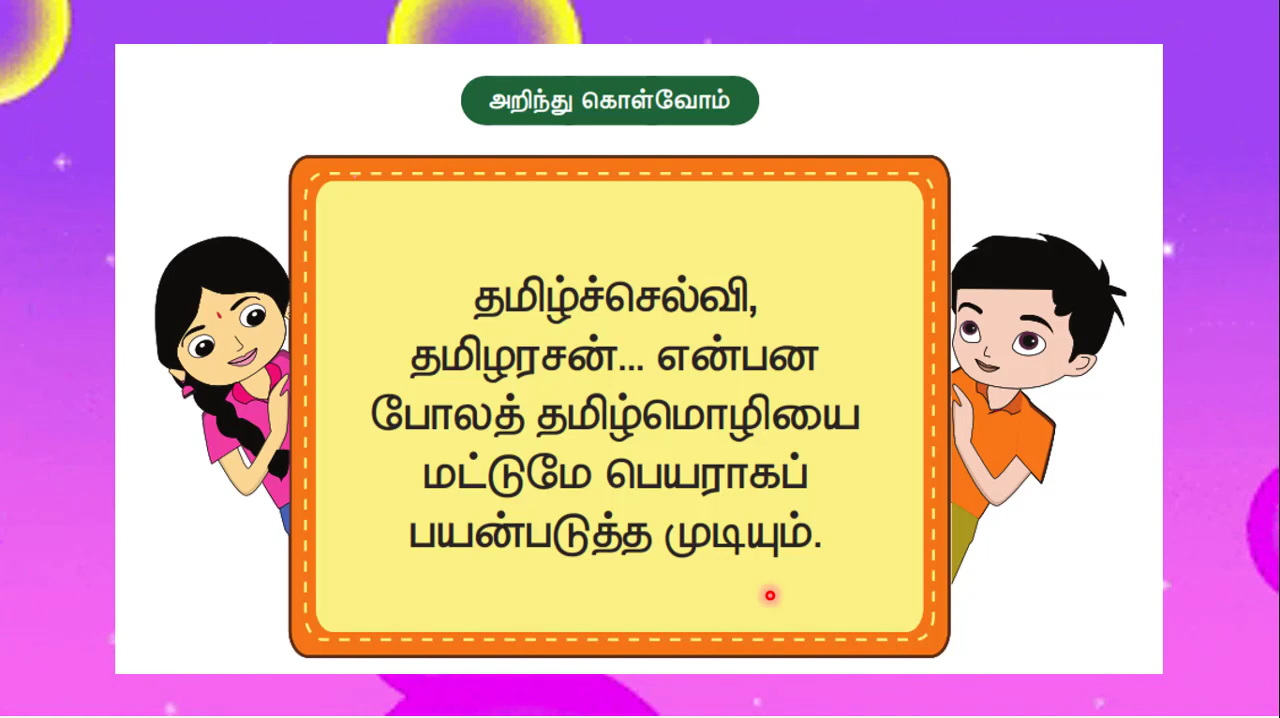 அறிந்து கொள்வோம்
தமிழ்ச்செல்வி,
தமிழரசன்... என்பன
போலத் தமிழ்மொழியை
மட்டுமே பெயராகப்
பயன்படுத்த முடியும்.